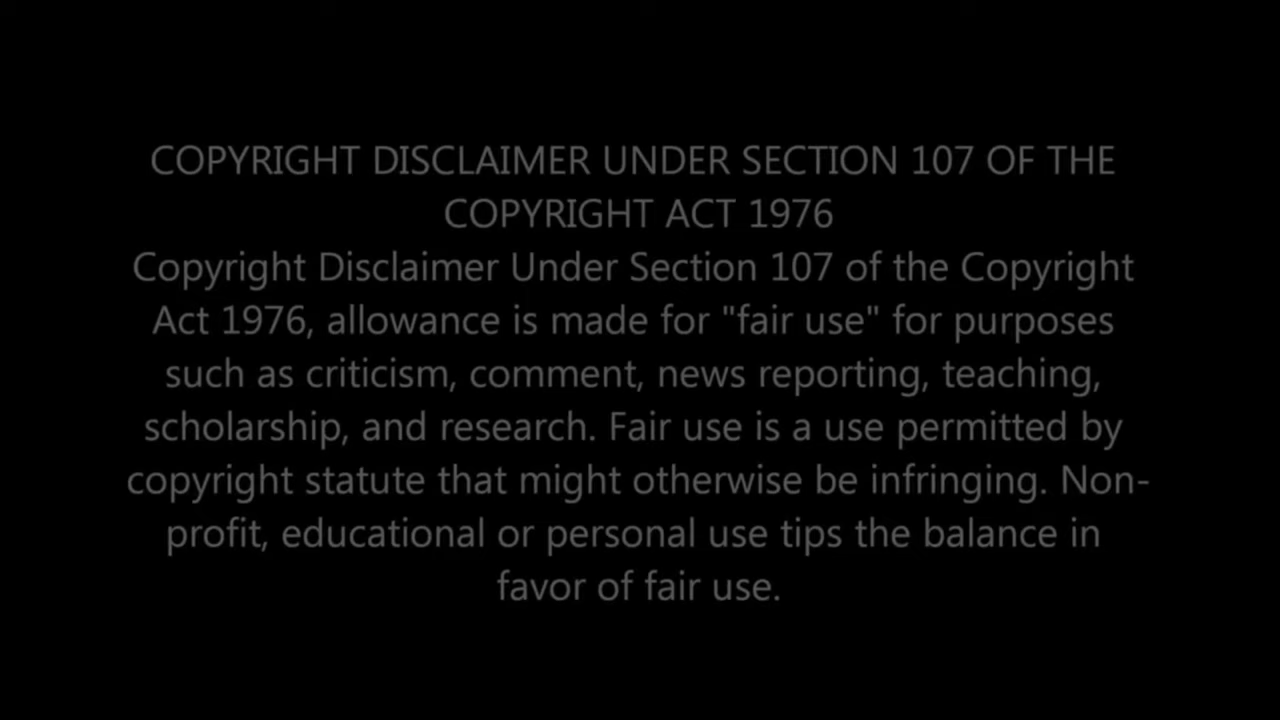 COPYRIGHT DISCLAIMER UNDER SECTION 107 OF THE
COPYRIGHT ACT 1976
Copyright Disclaimer Under Section 107 of the Copyright
Act 1976, allowance is made for "fair use" for purposes
such as criticism, comment, news reporting, teaching,
scholarship, and research. Fair use is a use permitted by
copyright statute that might otherwise be infringing. Non-
profit, educational or personal use tips the balance in
favor of fair use.